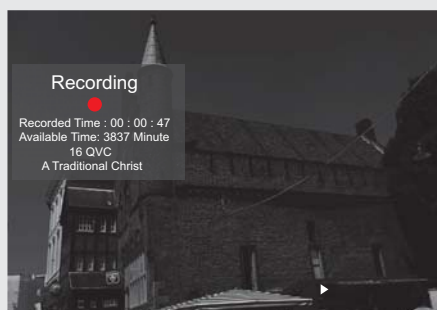 Recording
Recorded Time : 00 : 00 : 47
Available Time: 3837 Minute
16 QVC
A Traditional Christ